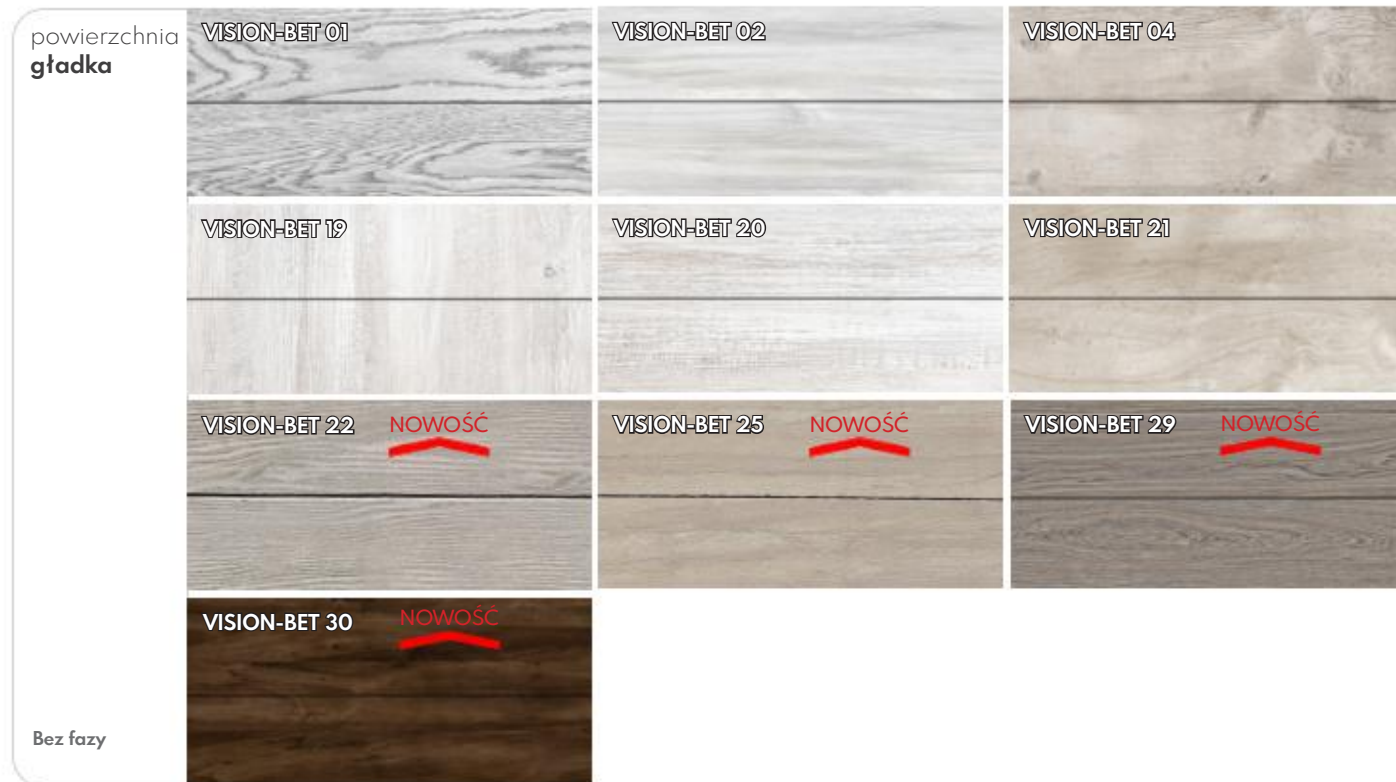 powierzchnia
gładka
VISION-BET 01
VISION-BET 02
VISION-BET 04
VISION-BET 19
VISION-BET 20
VISION-BET 21
VISION-BET 22
NOWOŚĆ
VISION-BET 25
NOWOŚĆ
VISION-BET 29
NOWOŚĆ
VISION-BET 30
NOWOŚĆ
Bez fazy